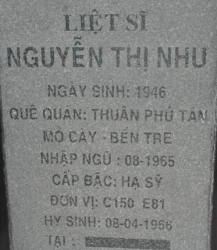 LIỆT SĨ
NGUYỄN THỊ NHU
NGÀY SINH: 1946
QUÊ QUÁN: THUẬN PHÚ TÂN
MỎ CÀY - BẾN TRE
NHẬP NGŨ : 08-1965
CẤP BẬC: HẠ SỸ
ĐƠN VỊ: C150 E81
HY SINH: 08-04-1966
TẠI :